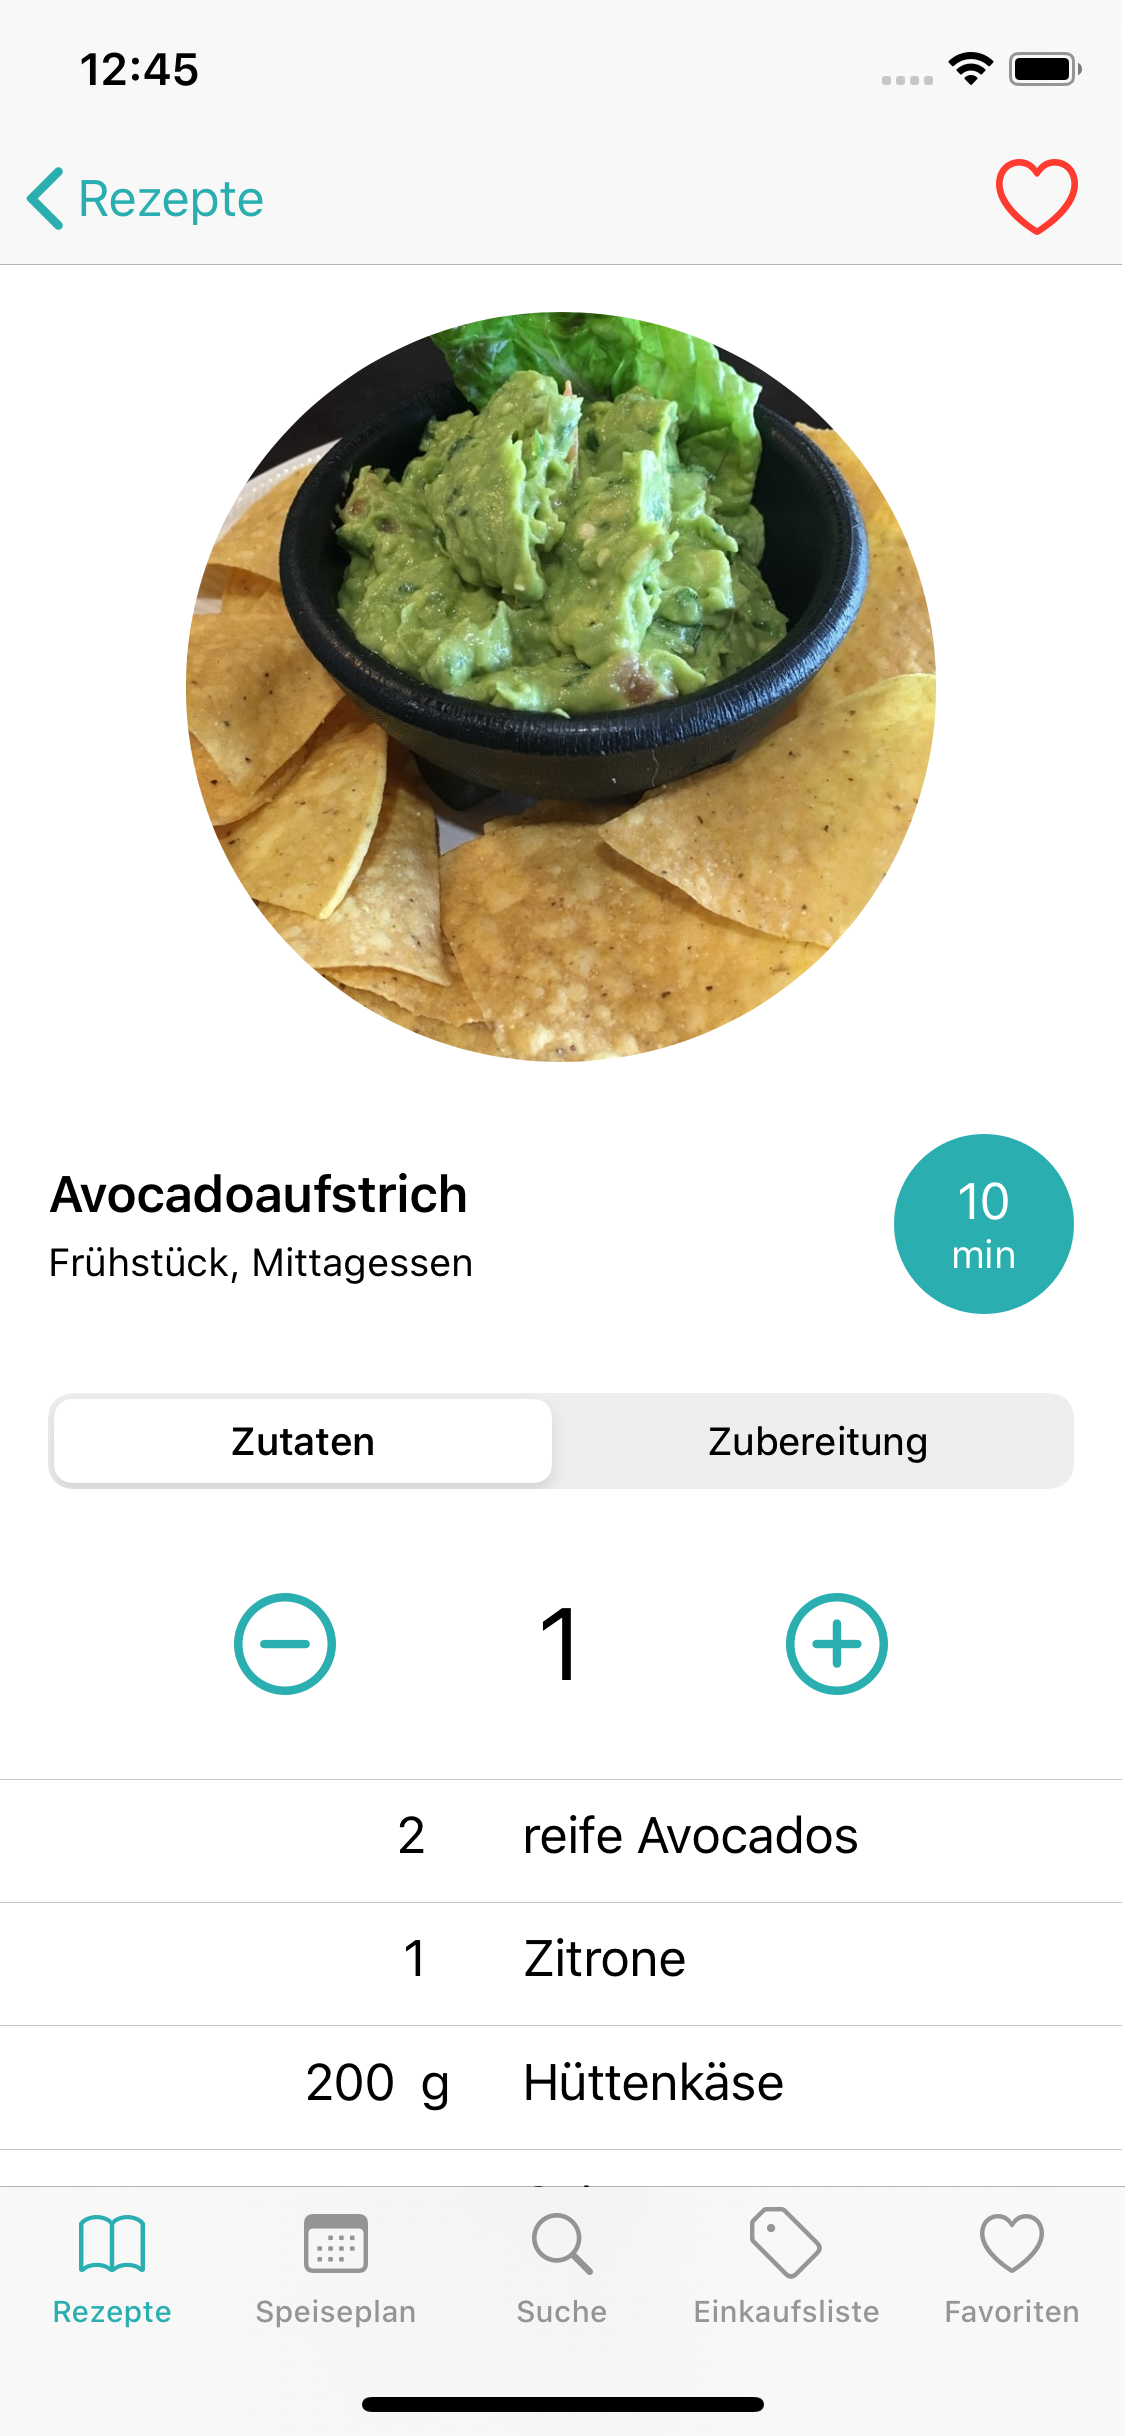 12:45
Rezepte
Avocadoaufstrich
Frühstück, Mittagessen
10
min
Zutaten
Zubereitung
1
2 reife Avocados
1 Zitrone
200 g Hüttenkäse
Rezepte
Speiseplan
Suche
Einkaufsliste
Favoriten